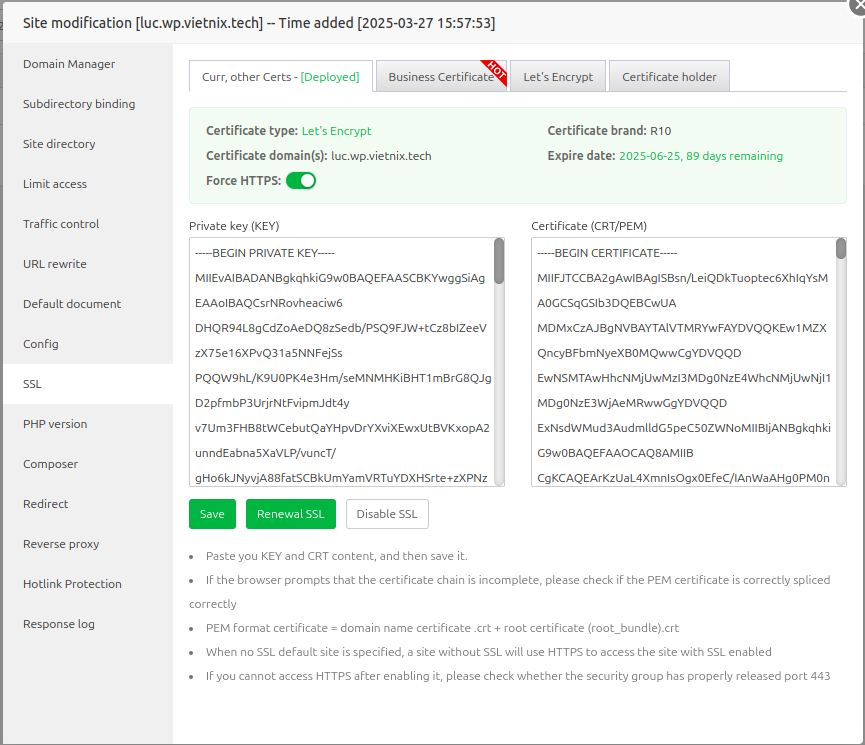 Site modification [luc.wp.vietnix.tech] -- Time added [2025-03-27 15:57:53]
Domain Manager
Subdirectory binding
Site directory
Limit access
Traffic control
URL rewrite
Default document
Config
SSL
PHP version
Composer
Redirect
Reverse proxy
Hotlink Protection
Response log
Curr, other Certs - [Deployed]
Business Certificate
HOT
Let's Encrypt
Certificate holder
Certificate type: Let's Encrypt
Certificate brand: R10
Certificate domain(s): luc.wp.vietnix.tech
Expire date: 2025-06-25, 89 days remaining
Force HTTPS:
Private key (KEY)
-----BEGIN PRIVATE KEY-----
MIIEvAIBADANBgkqhkiG9w0BAQEFAASCBKYwggSiAg
EAAoIBAQCsrNRovheaciw6
DHQR94L8gCdZoAeDQ8zSedb/PSQ9FJW+tCz8bIZeeV
zX75e16XPvQ31a5NNFejSs
PQQW9hL/K9U0PK4e3Hm/seMNMHKiBHT1mBrG8QJg
D2pfmbP3UrjrNtFvipmJdt4y
v7Um3FHB8tWCebutQaYHpvDrYXviXEwxUtBVKxopA2
unndEabna5XaVLP/vuncT/
gHo6kJNyvjA88fatSCBkUmYamVRTuYDXHSrte+zXPNz
Certificate (CRT/PEM)
-----BEGIN CERTIFICATE-----
MIIFJTCCBA2gAwIBAgISBsn/LeiQDkTuoptec6XhIqYsM
A0GCSqGSIb3DQEBCwUA
MDMxCzAJBgNVBAYTAlVTMRYwFAYDVQQKEw1MZX
QncyBFbmNyeXB0MQwwCgYDVQQD
EwNSMTAwHhcNMjUwMzI3MDg0NzE4WhcNMjUwNjI1
MDg0NzE3WjAeMRwwGgYDVQQD
ExNsdWMud3AudmlldG5peC50ZWNoMIIBIjANBgkqhki
G9w0BAQEFAAOCAQ8AMIIB
CgKCAQEArKzUaL4XmnIsOgx0EfeC/IAnWaAHg0PM0n
Save
Renewal SSL
Disable SSL
Paste you KEY and CRT content, and then save it.
If the browser prompts that the certificate chain is incomplete, please check if the PEM certificate is correctly spliced
correctly
PEM format certificate = domain name certificate .crt + root certificate (root_bundle).crt
When no SSL default site is specified, a site without SSL will use HTTPS to access the site with SSL enabled
If you cannot access HTTPS after enabling it, please check whether the security group has properly released port 443